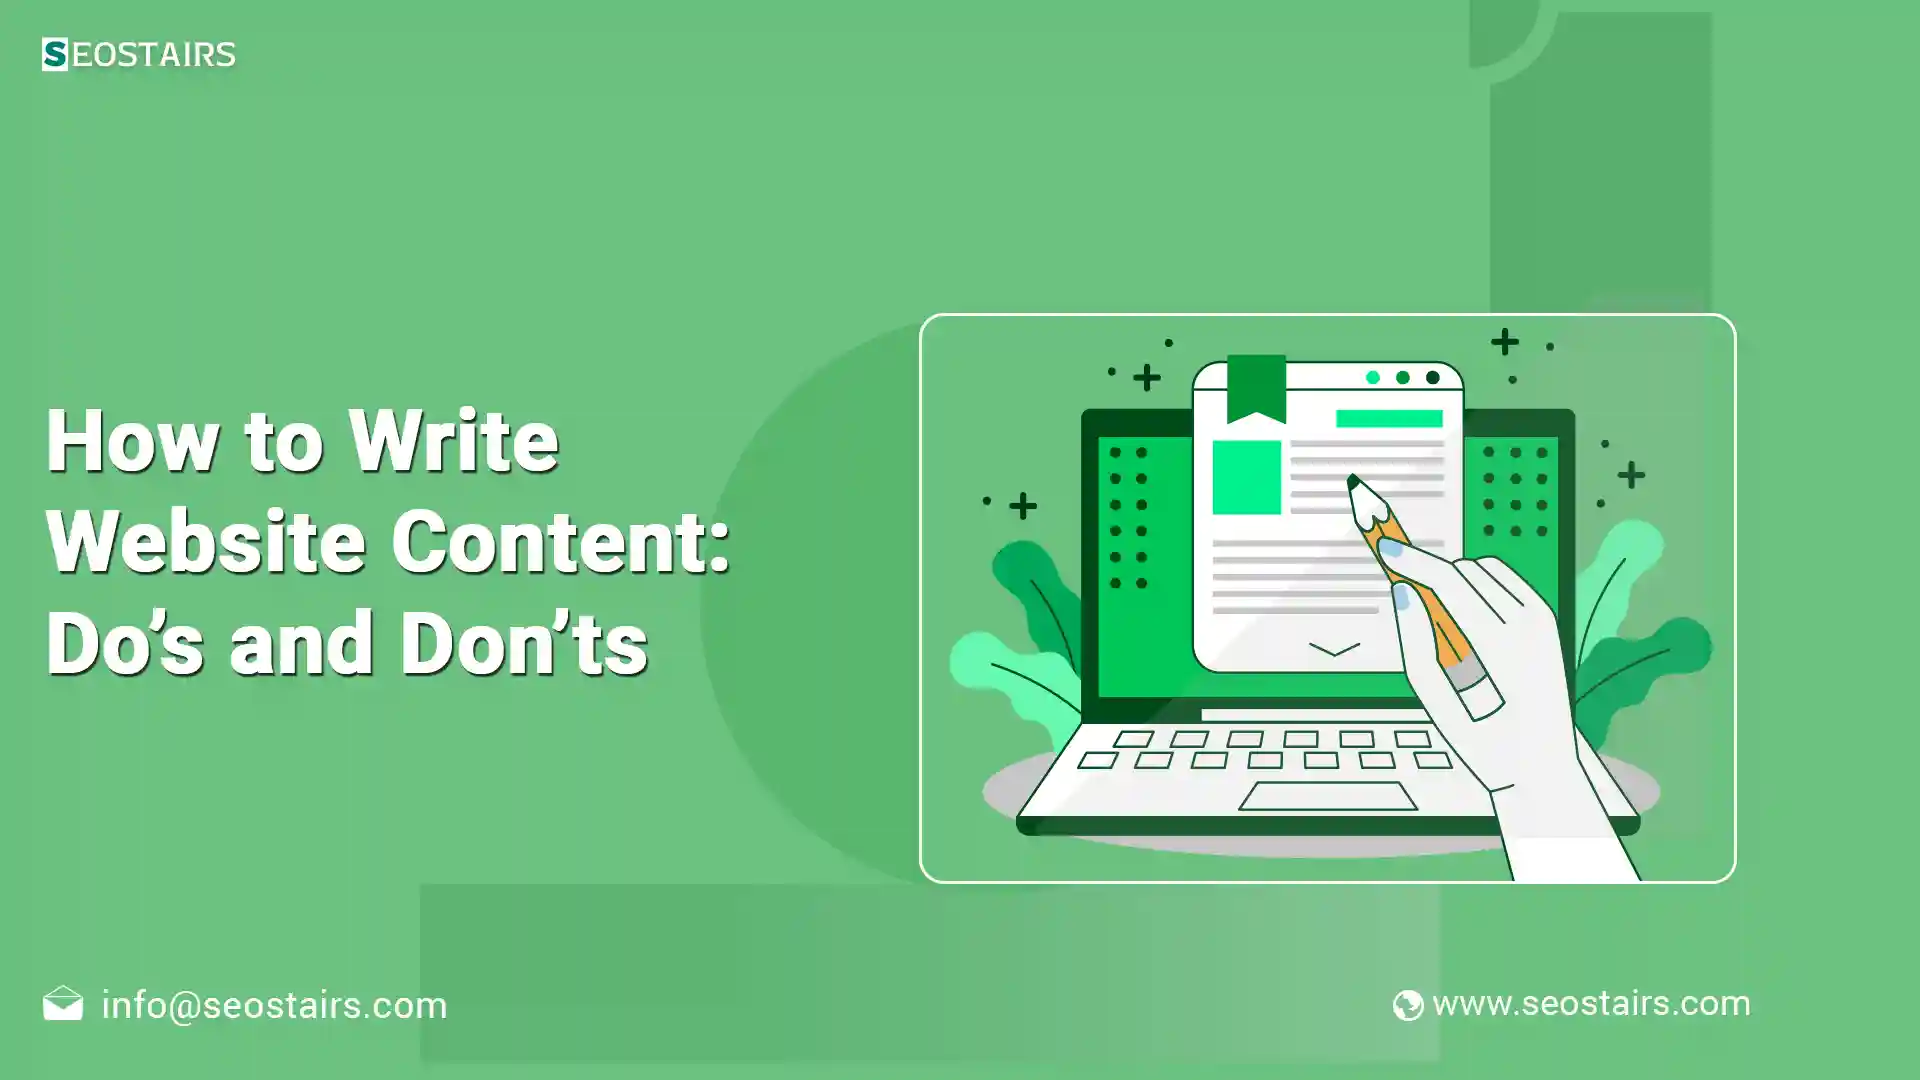 SEOSTAIRS
How to Write
Website Content:
Do’s and Don’ts
info@seostairs.com
www.seostairs.com